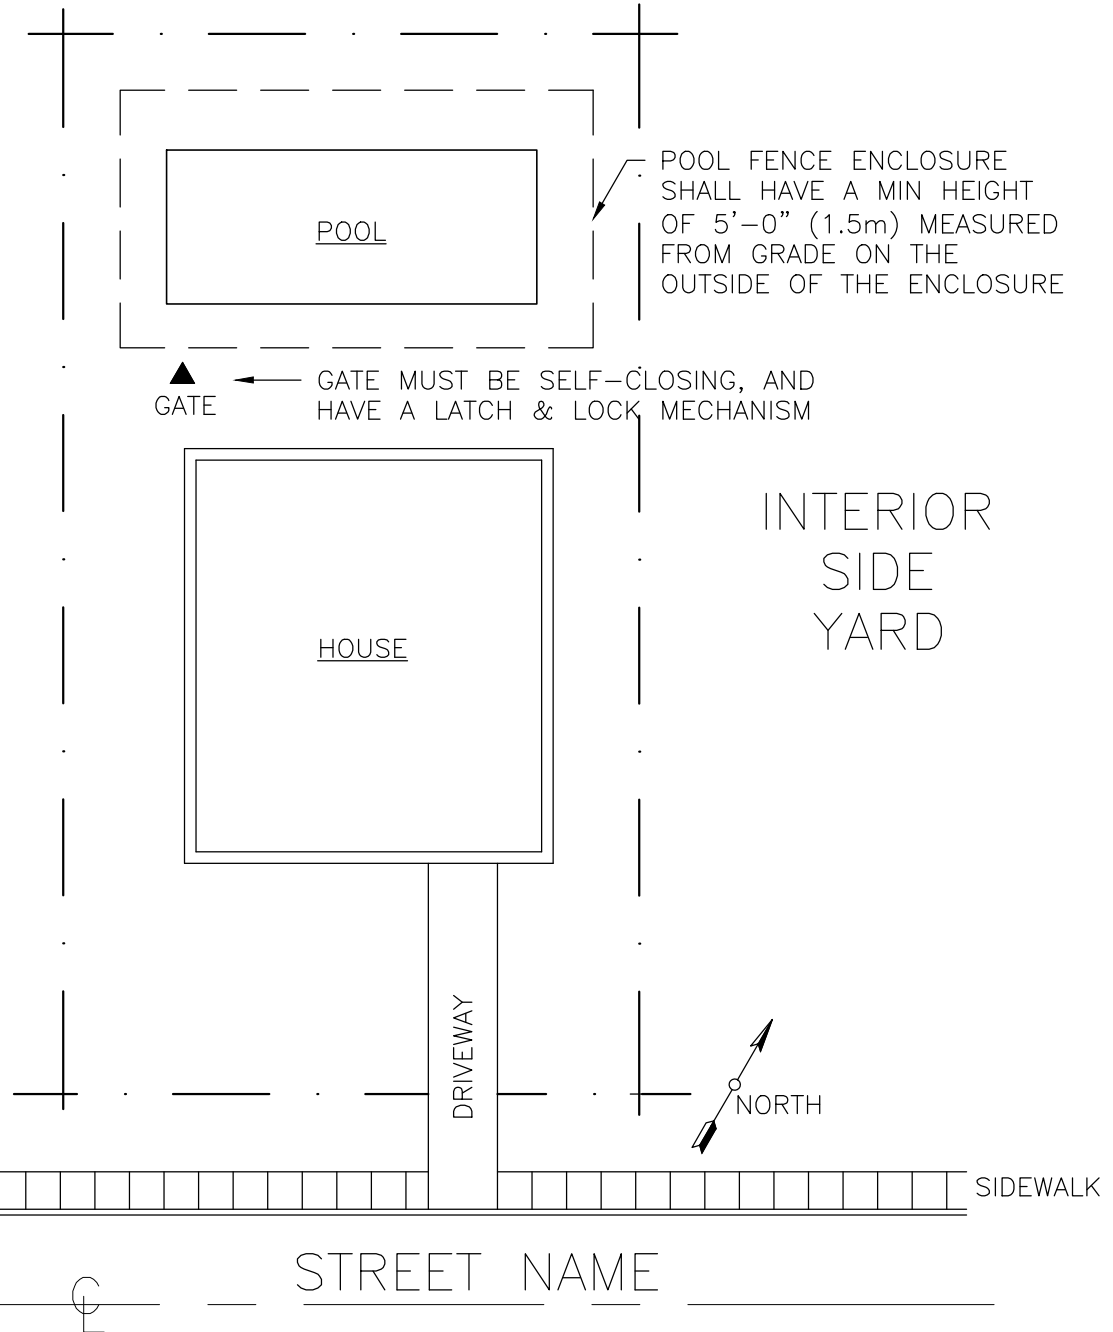 POOL FENCE ENCLOSURE
SHALL HAVE A MIN HEIGHT
OF 5'-0" (1.5m) MEASURED
FROM GRADE ON THE
OUTSIDE OF THE ENCLOSURE
POOL
GATE
GATE MUST BE SELF-CLOSING, AND
HAVE A LATCH & LOCK MECHANISM
INTERIOR
SIDE
YARD
HOUSE
DRIVEWAY
NORTH
SIDEWALK
STREET NAME
℄